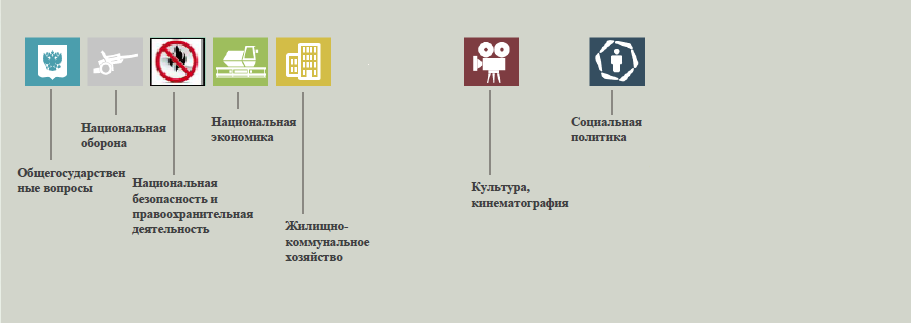 Общегосударствен
ные вопросы
Национальная
оборона
Национальная
безопасность и
правоохранительная
деятельность
Национальная
экономика
Жилищно-
коммунальное
хозяйство
Культура,
кинематография
Социальная
политика